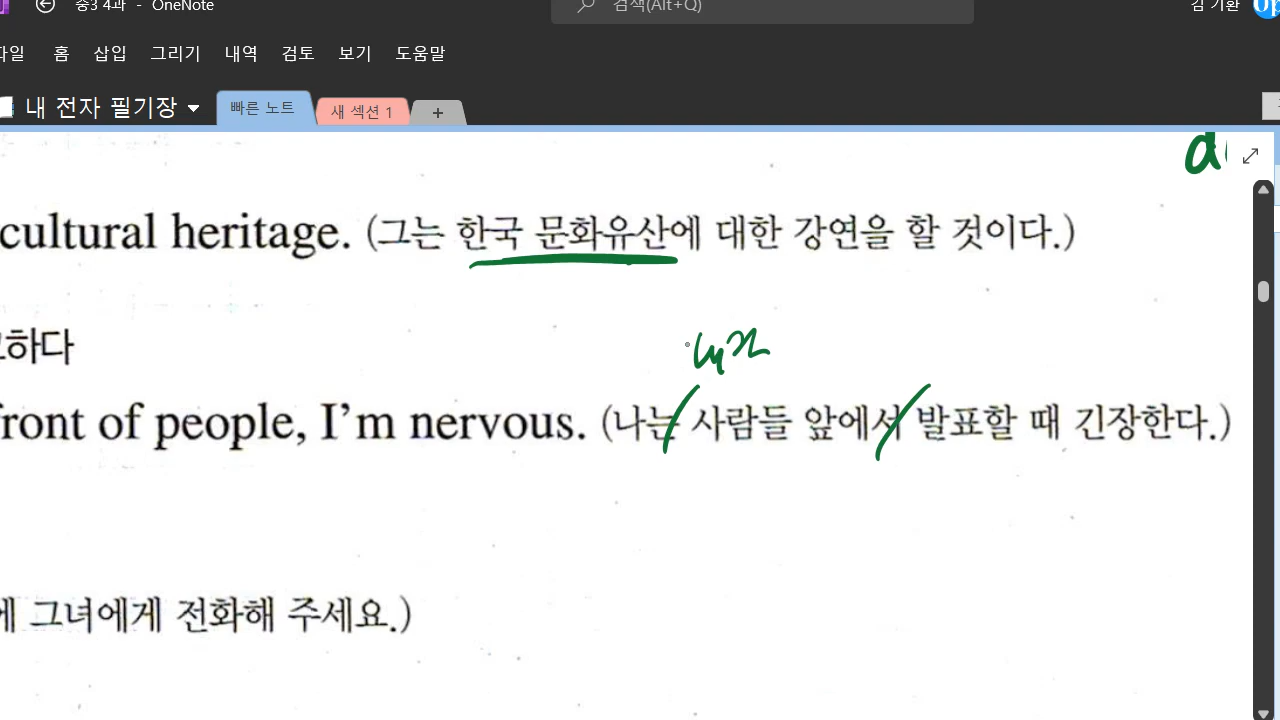 중3 4과 - OneNote
검색(Alt+Q)
김 기환
파일 홈 삽입 그리기 내역 검토 보기 도움말
내 전자 필기장 빠른 노트 새 섹션 1 +
cultural heritage. (그는 한국 문화유산에 대한 강연을 할 것이다.)
하다
front of people, I'm nervous. (나는 사람들 앞에서 발표할 때 긴장한다.)
에 그녀에게 전화해 주세요.)